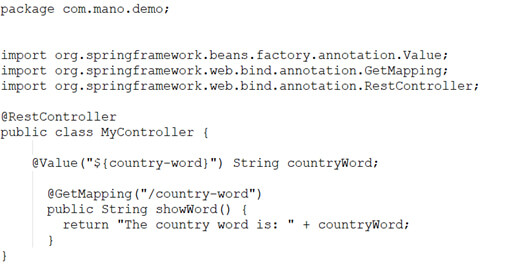 package com.mano.demo;
import org.springframework.beans.factory.annotation.Value;
import org.springframework.web.bind.annotation.GetMapping;
import org.springframework.web.bind.annotation.RestController;
@RestController
public class MyController {
@Value("${country-word}") String countryWord;
@GetMapping("/country-word")
public String showWord() {
return "The country word is: " + countryWord;
}
}